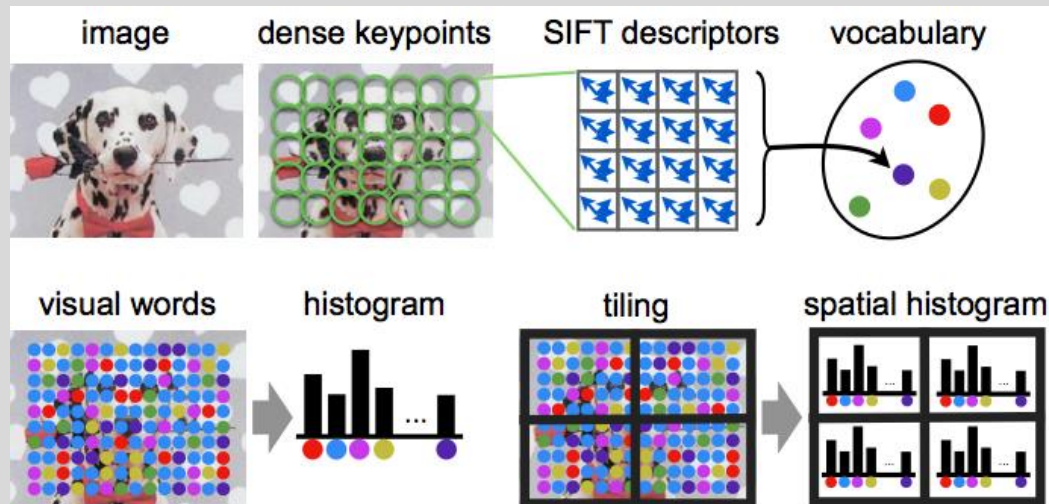 image
dense keypoints
SIFT descriptors
vocabulary
visual words
histogram
...
tiling
spatial histogram
...
...
...
...